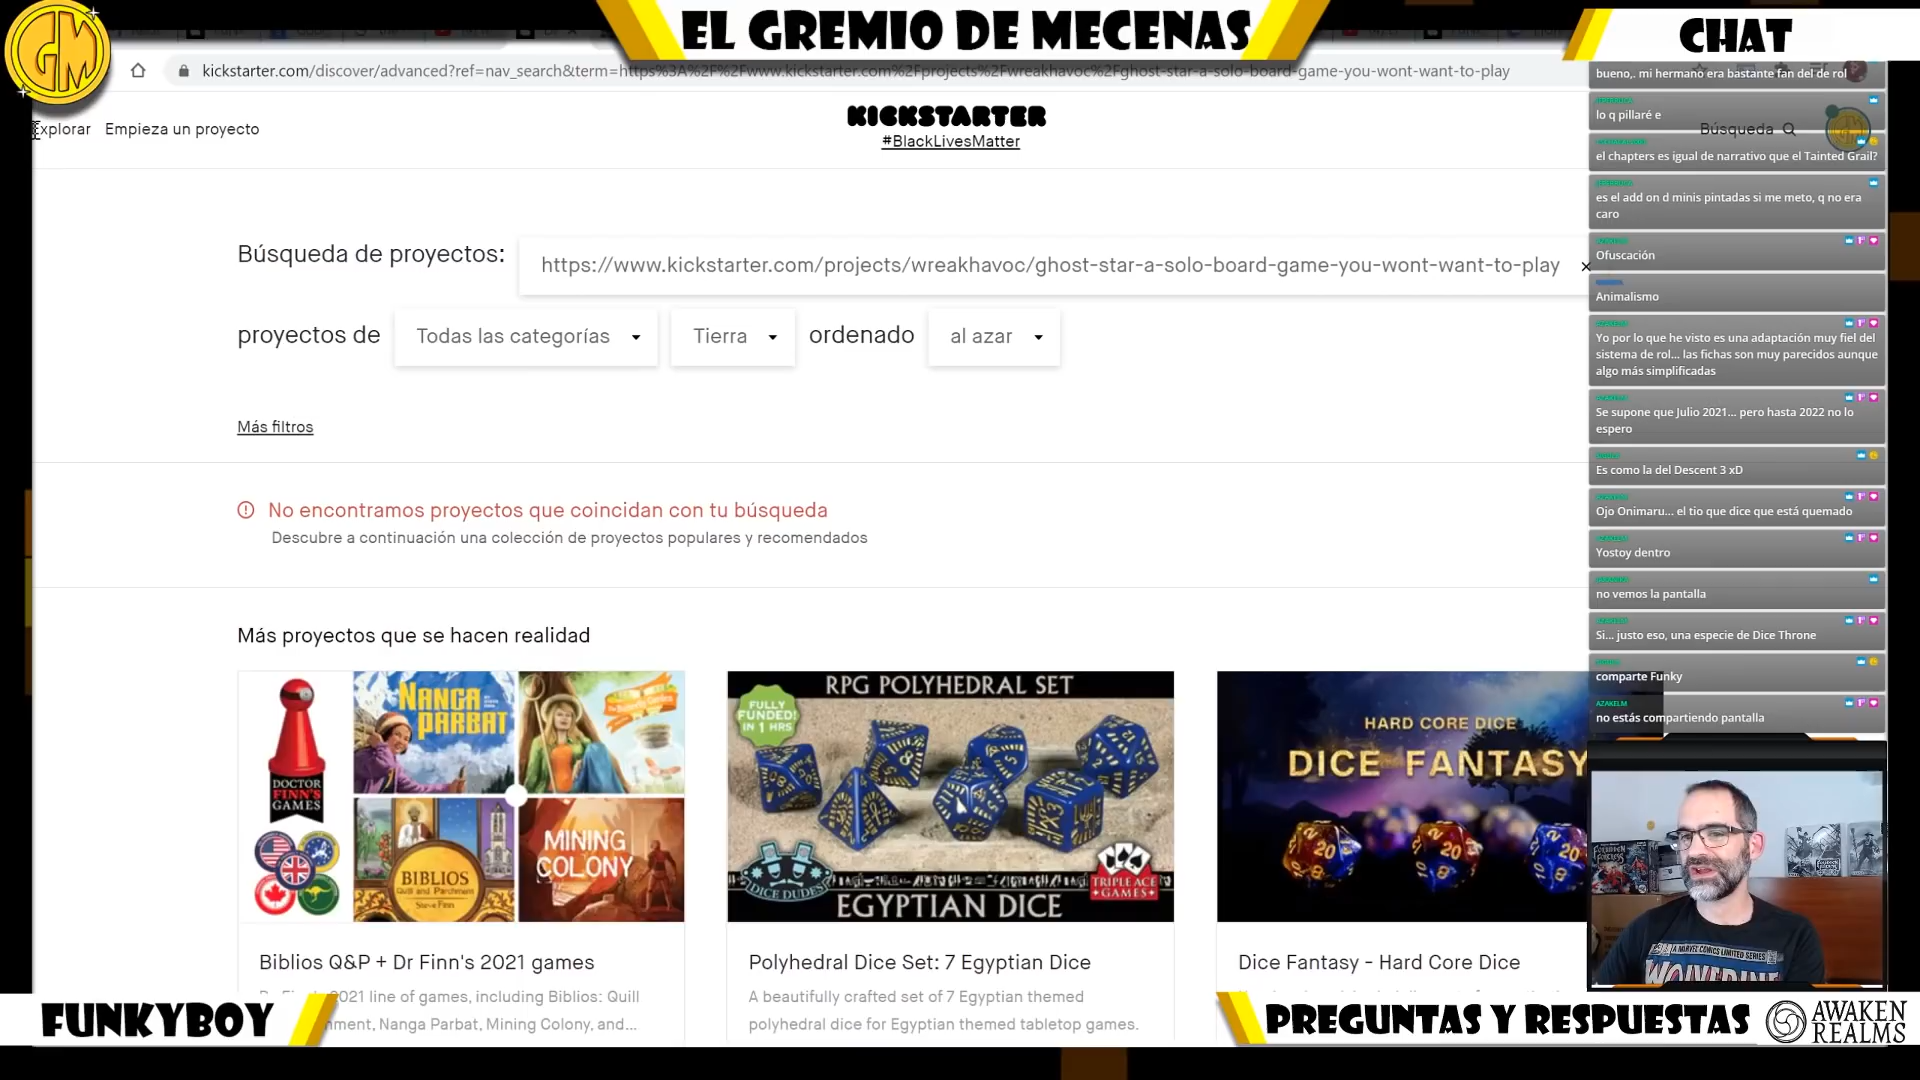 EL GREMIO DE MECENAS
CHAT
GM
kickstarter.com/discover/advanced?ref=nav_search&term=https%3A%2F%2Fwww.kickstarter.com%2Fprojects%2Fwreakhavoc%2Fghost-star-a-solo-board-game-you-wont-want-to-play
Explorar
Empieza un proyecto
KICKSTARTER
#BlackLivesMatter
Búsqueda
Búsqueda de proyectos:
https://www.kickstarter.com/projects/wreakhavoc/ghost-star-a-solo-board-game-you-wont-want-to-play
proyectos de
Todas las categorías
Tierra
ordenado
al azar
Más filtros
No encontramos proyectos que coincidan con tu búsqueda
Descubre a continuación una colección de proyectos populares y recomendados
Más proyectos que se hacen realidad
DOCTOR
FINN'S
GAMES
NANGA
PARBAT
BIBLIOS
Quill and Parchment
Steve Finn
MINING
COLONY
Biblios Q&P + Dr Finn's 2021 games
2021 line of games, including Biblios: Quill
Nanga Parbat, Mining Colony, and...
RPG POLYHEDRAL SET
FULLY
FUNDED!
IN 1 HRS
DICE DUDES
TRIPLE ACE
GAMES
EGYPTIAN DICE
Polyhedral Dice Set: 7 Egyptian Dice
A beautifully crafted set of 7 Egyptian themed
polyhedral dice for Egyptian themed tabletop games.
HARD CORE DICE
DICE FANTASY
Dice Fantasy - Hard Core Dice
bueno,. mi hermano era bastante fan del de rol
lo q pillaré e
el chapters es igual de narrativo que el Tainted Grail?
es el add on d minis pintadas si me meto, q no era
caro
Ofuscación
Animalismo
Yo por lo que he visto es una adaptación muy fiel del
sistema de rol... las fichas son muy parecidos aunque
algo más simplificadas
Se supone que Julio 2021... pero hasta 2022 no lo
espero
Es como la del Descent 3 xD
Ojo Onimaru... el tio que dice que está quemado
Yostoy dentro
no vemos la pantalla
Si... justo eso, una especie de Dice Throne
comparte Funky
AZAKELM
no estás compartiendo pantalla
A MARVEL COMICS LIMITED SERIES
WOLVERINE
FUNKYBOY
PREGUNTAS Y RESPUESTAS
AWAKEN
REALMS